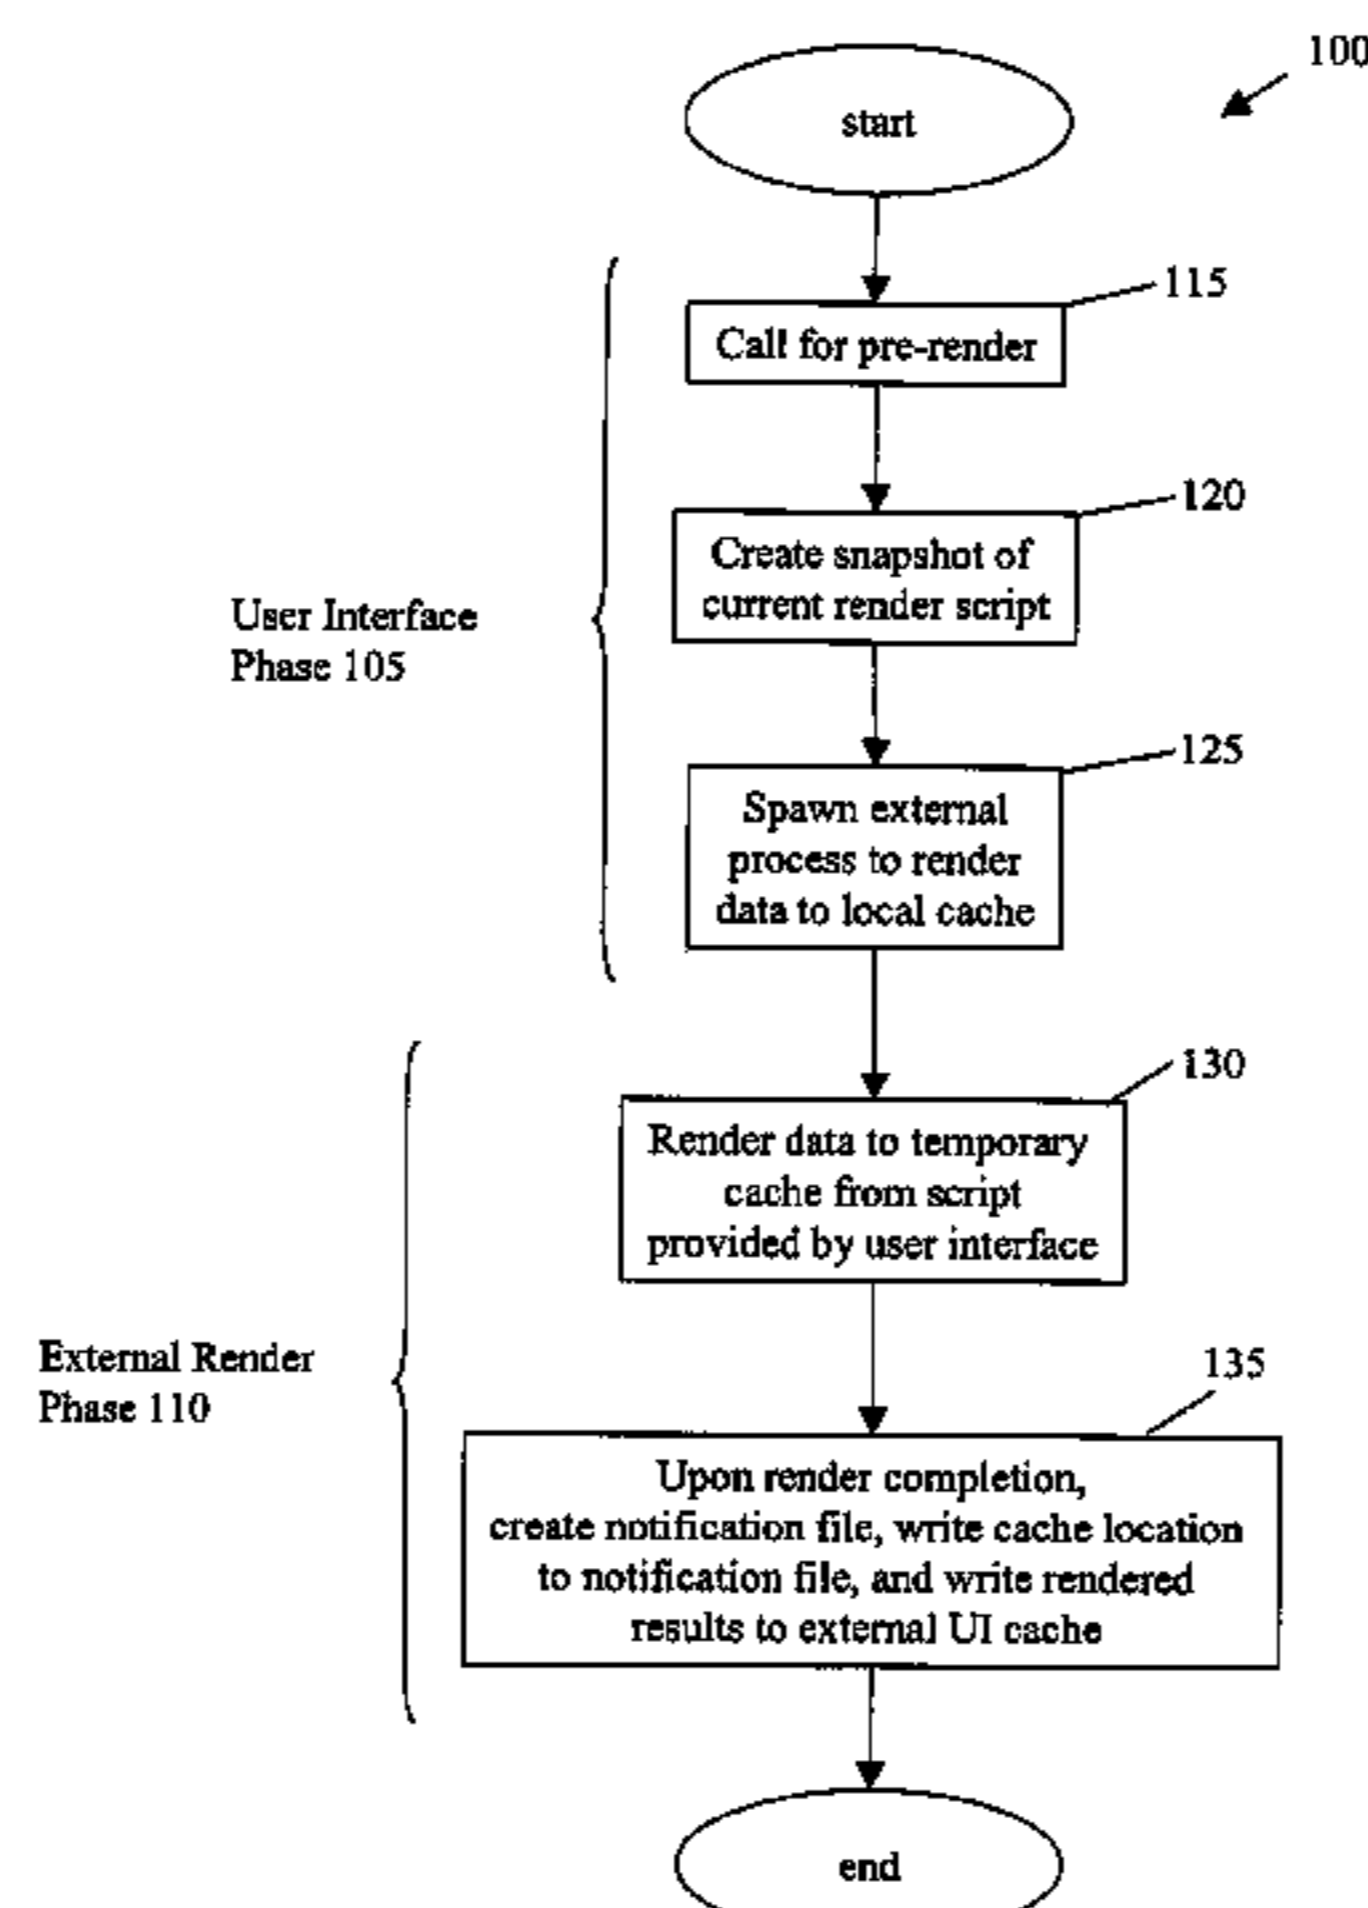 100
start
115
Call for pre-render
120
Create snapshot of
current render script
User Interface
Phase 105
125
Spawn external
process to render
data to local cache
130
Render data to temporary
cache from script
provided by user interface
External Render
Phase 110
135
Upon render completion,
create notification file, write cache location
to notification file, and write rendered
results to external UI cache
end